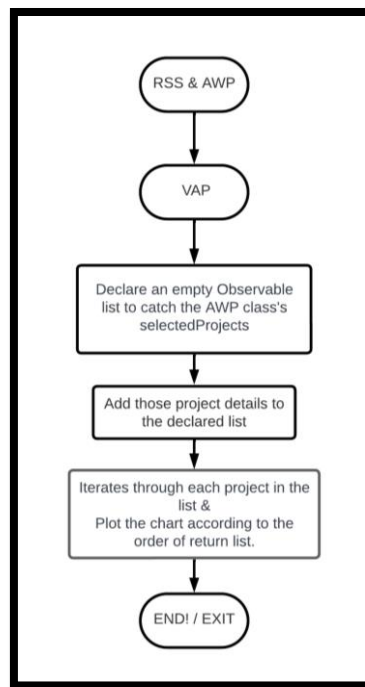 RSS & AWP
VAP
Declare an empty Observable
list to catch the AWP class's
selectedProjects
Add those project details to
the declared list
Iterates through each project in the
list &
Plot the chart according to the
order of return list.
END! / EXIT